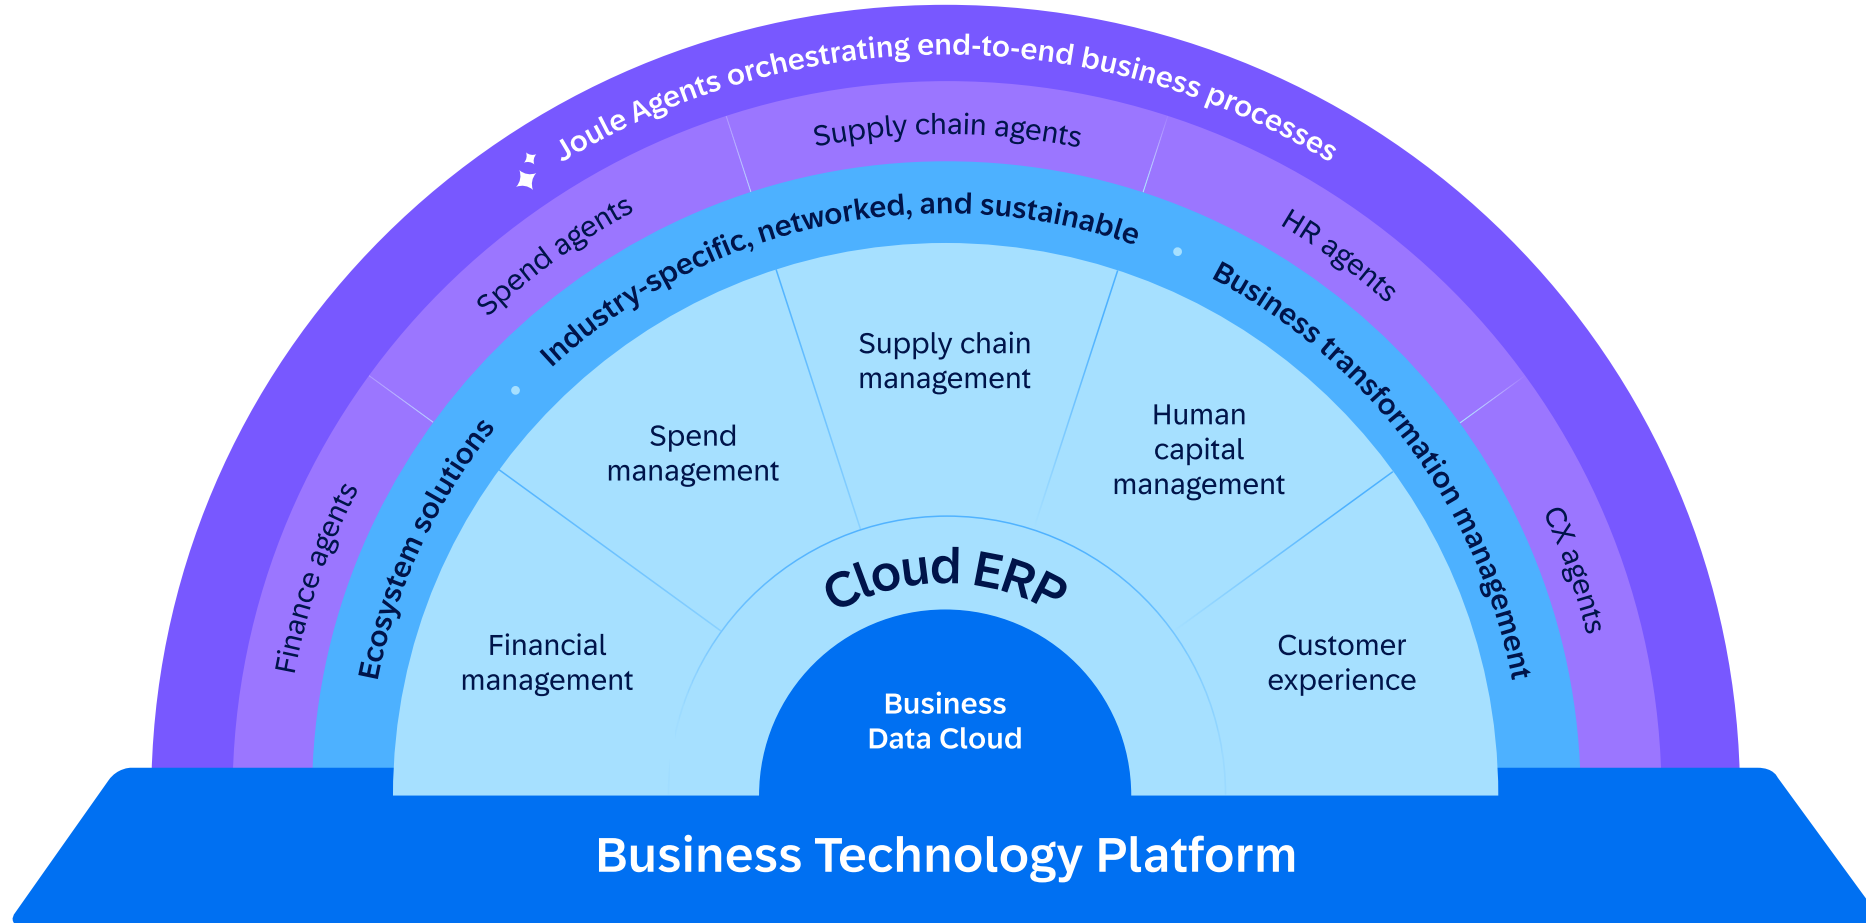 Joule Agents orchestrating end-to-end business processes
Finance agents
Spend agents
Supply chain agents
HR agents
CX agents
Ecosystem solutions
Industry-specific, networked, and sustainable
Business transformation management
Financial
management
Spend
management
Supply chain
management
Human
capital
management
Customer
experience
Cloud ERP
Business
Data Cloud
Business Technology Platform